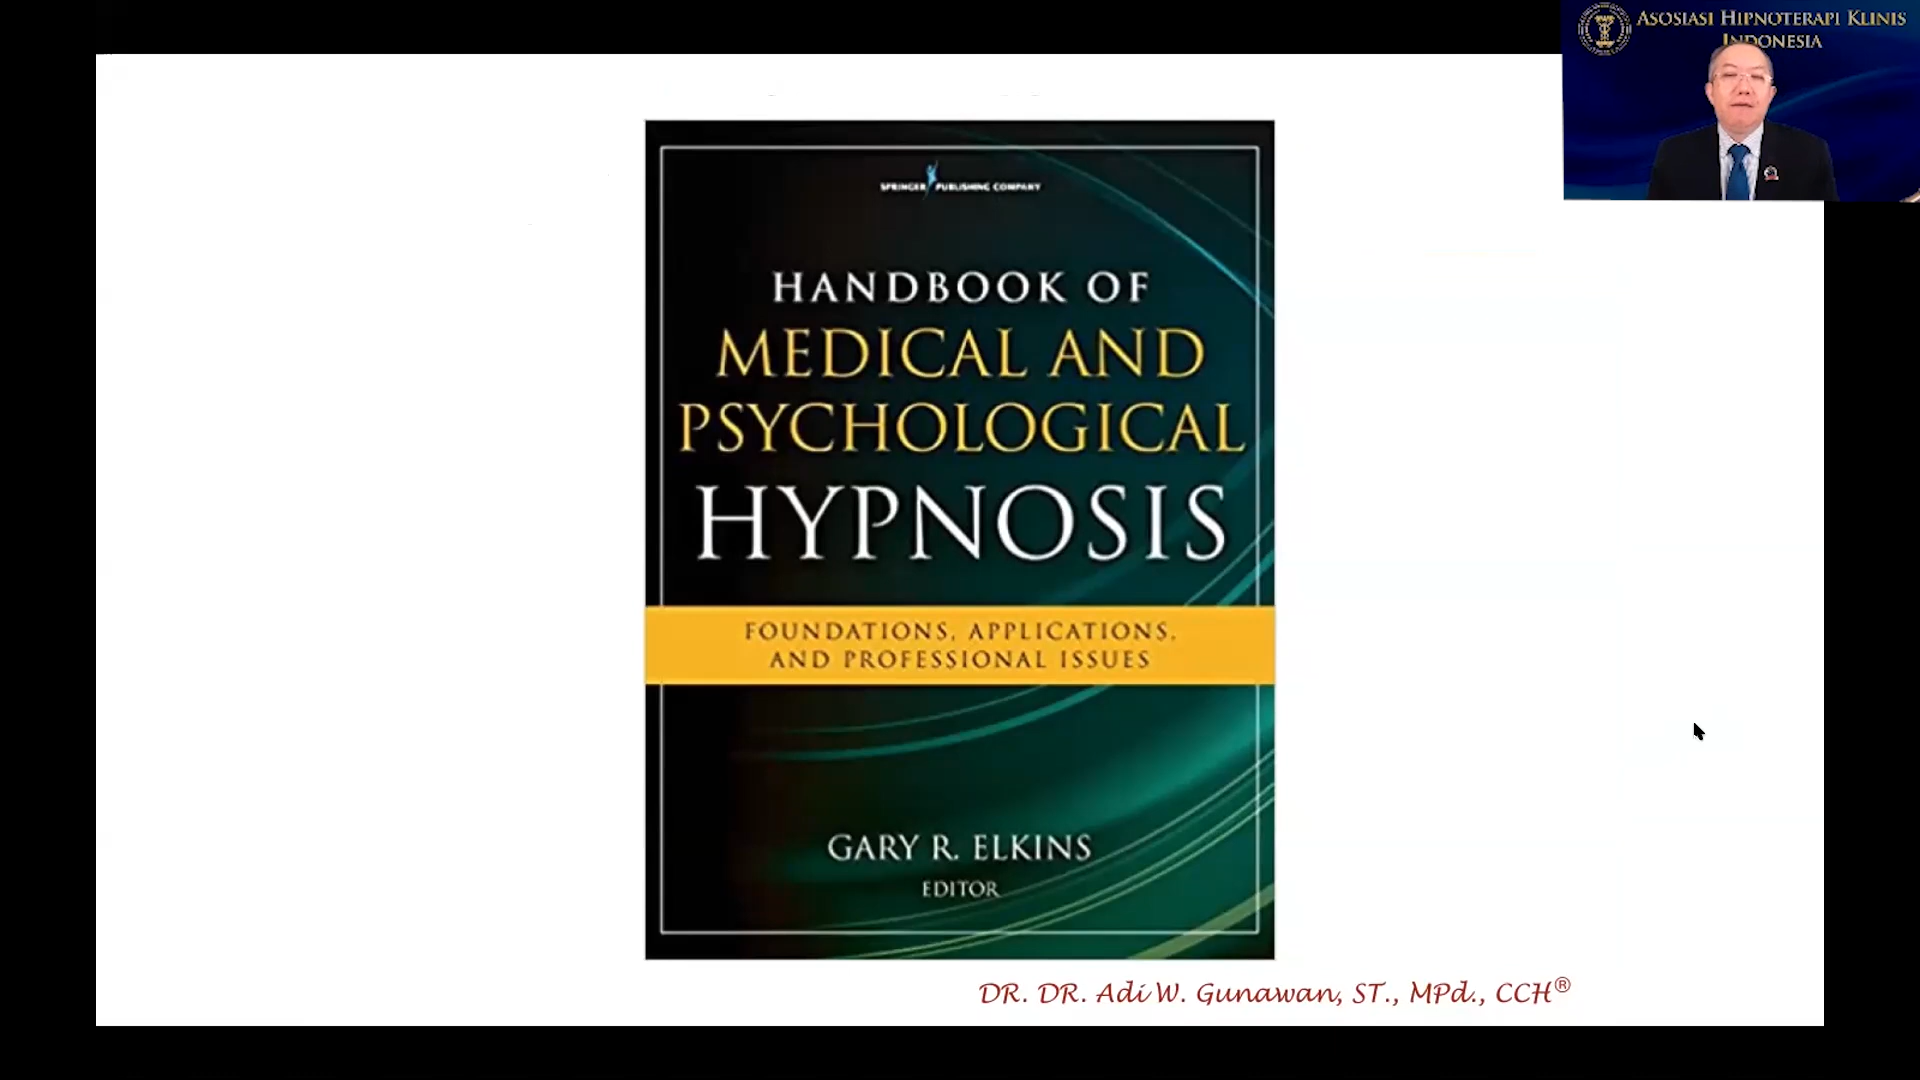 ASOSIASI HIPNOTERAPI KLINIS
INDONESIA
SPRINGER PUBLISHING COMPANY
HANDBOOK OF
MEDICAL AND
PSYCHOLOGICAL
HYPNOSIS
FOUNDATIONS, APPLICATIONS,
AND PROFESSIONAL ISSUES
GARY R. ELKINS
EDITOR
DR. DR. Adi W. Gunawan, ST., MPd., CCH®